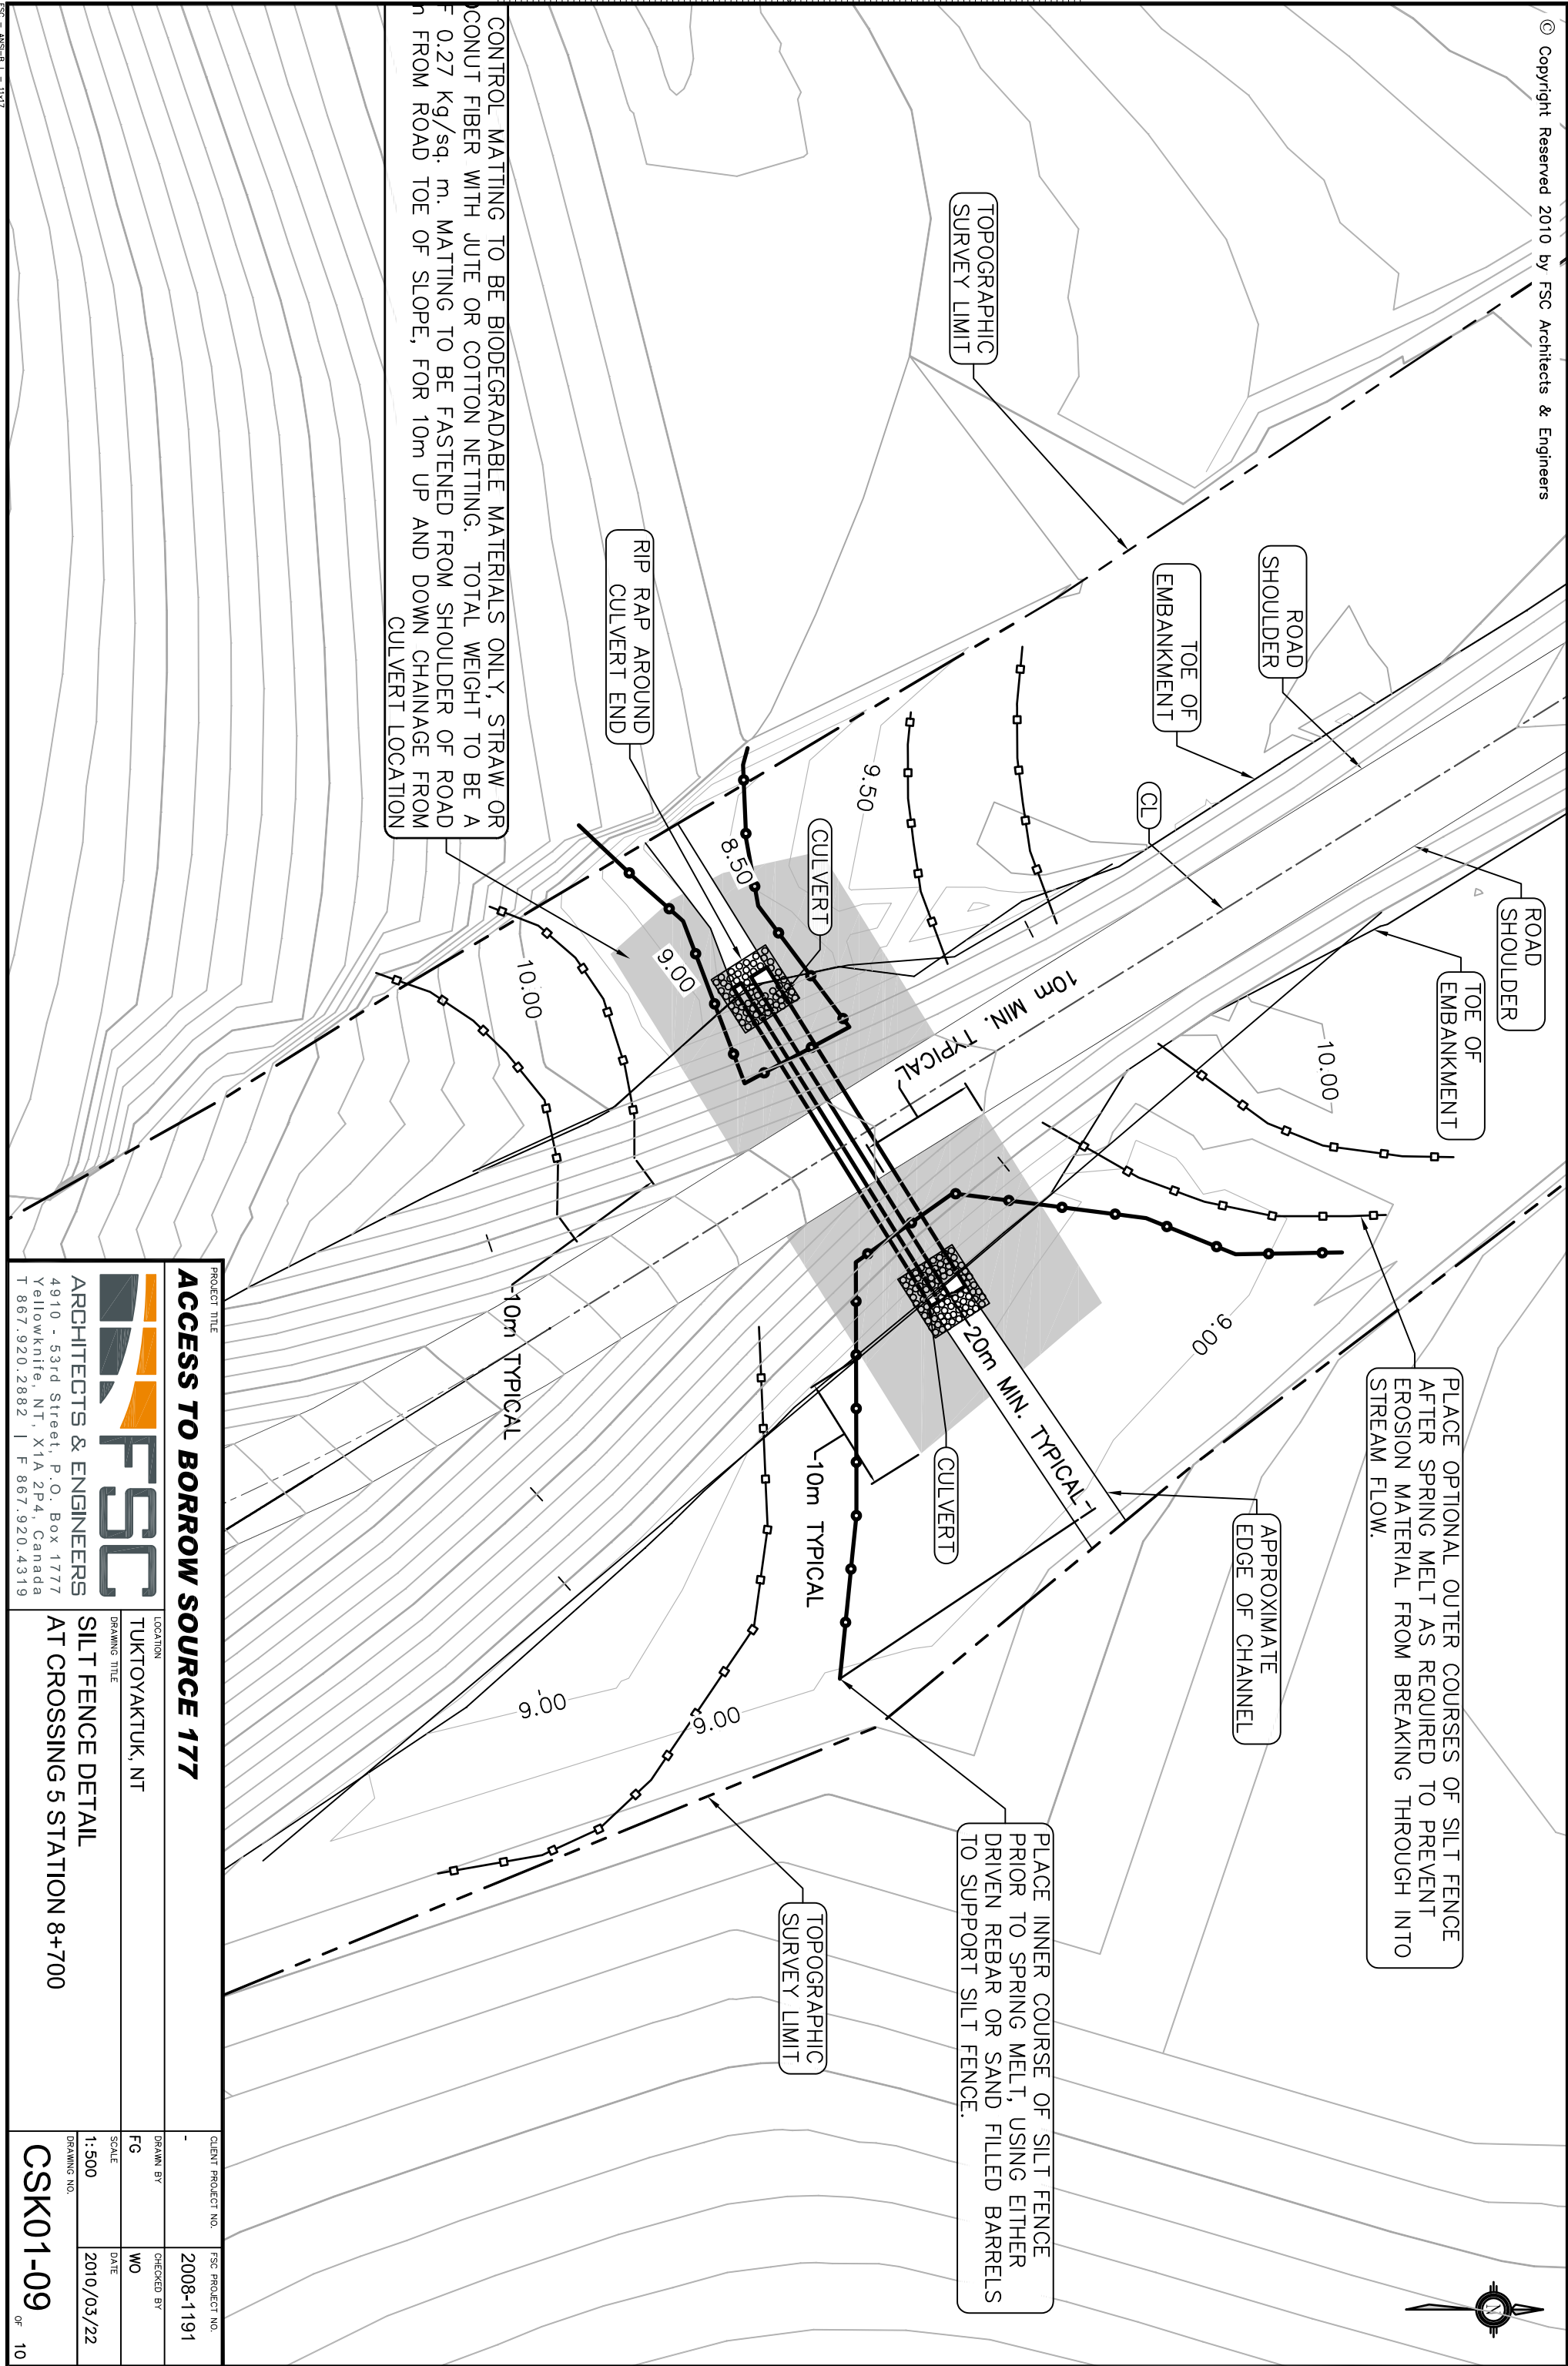 © Copyright Reserved 2010 by FSC Architects & Engineers
TOPOGRAPHIC
SURVEY LIMIT
ROAD
SHOULDER
TOE OF
EMBANKMENT
CL
ROAD
SHOULDER
TOE OF
EMBANKMENT
10.00
9.50
CULVERT
8.50
RIP RAP AROUND
CULVERT END
CONTROL MATTING TO BE BIODEGRADABLE MATERIALS ONLY, STRAW OR
OCONUT FIBER WITH JUTE OR COTTON NETTING. TOTAL WEIGHT TO BE A
F 0.27 Kg/sq. m. MATTING TO BE FASTENED FROM SHOULDER OF ROAD
m FROM ROAD TOE OF SLOPE, FOR 10m UP AND DOWN CHAINAGE FROM
CULVERT LOCATION
9.00
10.00
10m MIN. TYPICAL
PLACE OPTIONAL OUTER COURSES OF SILT FENCE
AFTER SPRING MELT AS REQUIRED TO PREVENT
EROSION MATERIAL FROM BREAKING THROUGH INTO
STREAM FLOW.
9.00
20m MIN. TYPICAL
APPROXIMATE
EDGE OF CHANNEL
CULVERT
10m TYPICAL
10m TYPICAL
PLACE INNER COURSE OF SILT FENCE
PRIOR TO SPRING MELT, USING EITHER
DRIVEN REBAR OR SAND FILLED BARRELS
TO SUPPORT SILT FENCE.
9.00
9.00
TOPOGRAPHIC
SURVEY LIMIT
N
PROJECT TITLE
ACCESS TO BORROW SOURCE 177
CLIENT PROJECT NO.
-
FSC PROJECT NO.
2008-1191
FSC
ARCHITECTS & ENGINEERS
4910 - 53rd Street, P.O. Box 1777
Yellowknife, NT, X1A 2P4, Canada
T 867.920.2882 | F 867.920.4319
LOCATION
TUKTOYAKTUK, NT
DRAWING TITLE
SILT FENCE DETAIL
AT CROSSING 5 STATION 8+700
DRAWN BY
FG
CHECKED BY
WO
SCALE
1:500
DATE
2010/03/22
DRAWING NO.
CSK01-09
OF 10